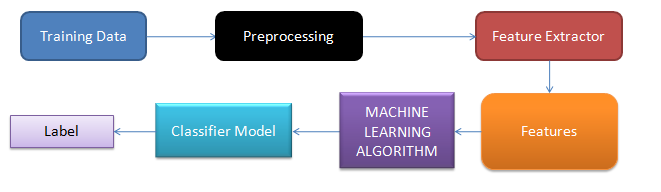 Training Data
Preprocessing
Feature Extractor
Features
MACHINE
LEARNING
ALGORITHM
Classifier Model
Label